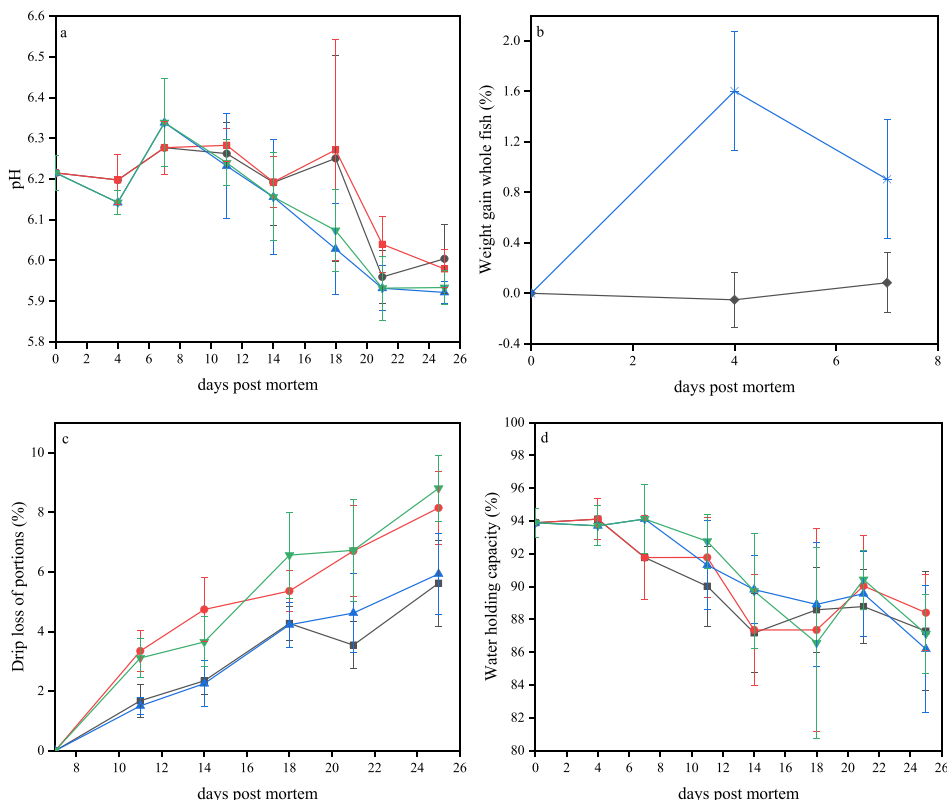 a
6.6
6.5
6.4
6.3
6.2
6.1
6.0
5.9
5.8
pH
0 2 4 6 8 10 12 14 16 18 20 22 24 26
days post mortem
b
2.0
1.6
1.2
0.8
0.4
0.0
-0.4
Weight gain whole fish (%)
0 2 4 6 8
days post mortem
c
10
8
6
4
2
0
Drip loss of portions (%)
8 10 12 14 16 18 20 22 24 26
days post mortem
d
100
98
96
94
92
90
88
86
84
82
80
Water holding capacity (%)
0 2 4 6 8 10 12 14 16 18 20 22 24 26
days post mortem